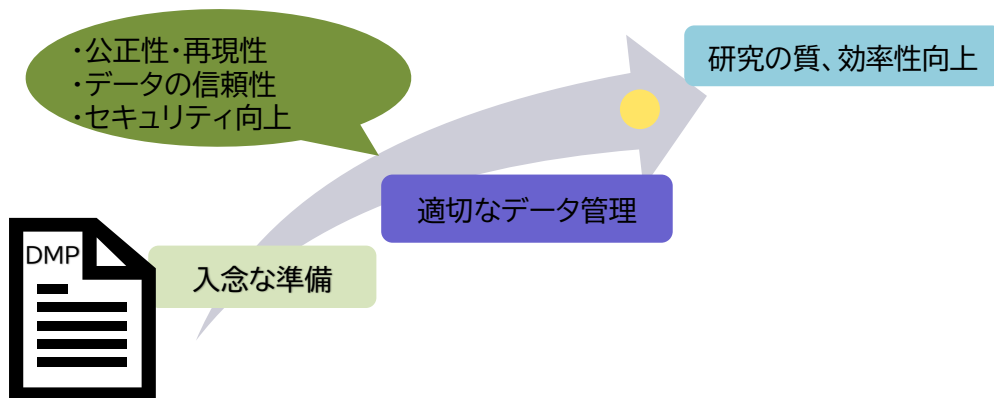 ・公正性・再現性
・データの信頼性
・セキュリティ向上
研究の質、効率性向上
適切なデータ管理
DMP
入念な準備